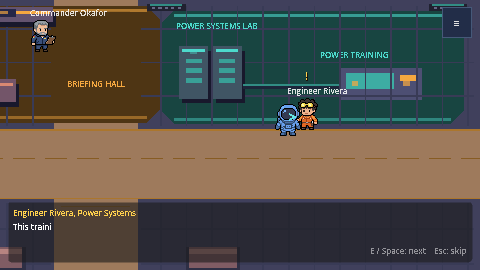 Commander Okafor
POWER SYSTEMS LAB
≡
POWER TRAINING
!
BRIEFING HALL
Engineer Rivera
Engineer Rivera, Power Systems
This traini
E / Space: next Esc: skip